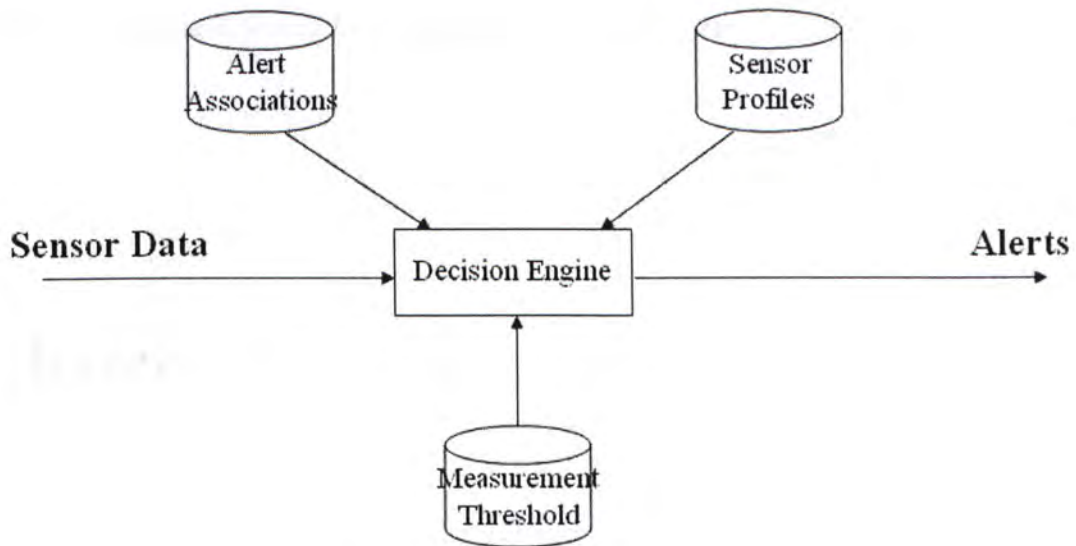 Alert
Associations
Sensor
Profiles
Sensor Data
Alerts
Decision Engine
Measurement
Threshold